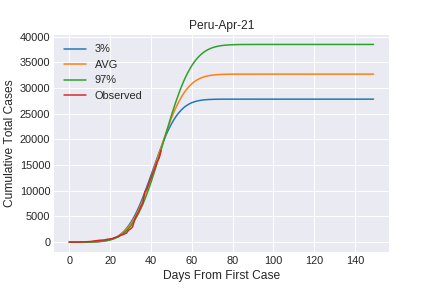 Peru-Apr-21
3%
AVG
97%
Observed
Cumulative Total Cases
40000
35000
30000
25000
20000
15000
10000
5000
0
0 20 40 60 80 100 120 140
Days From First Case